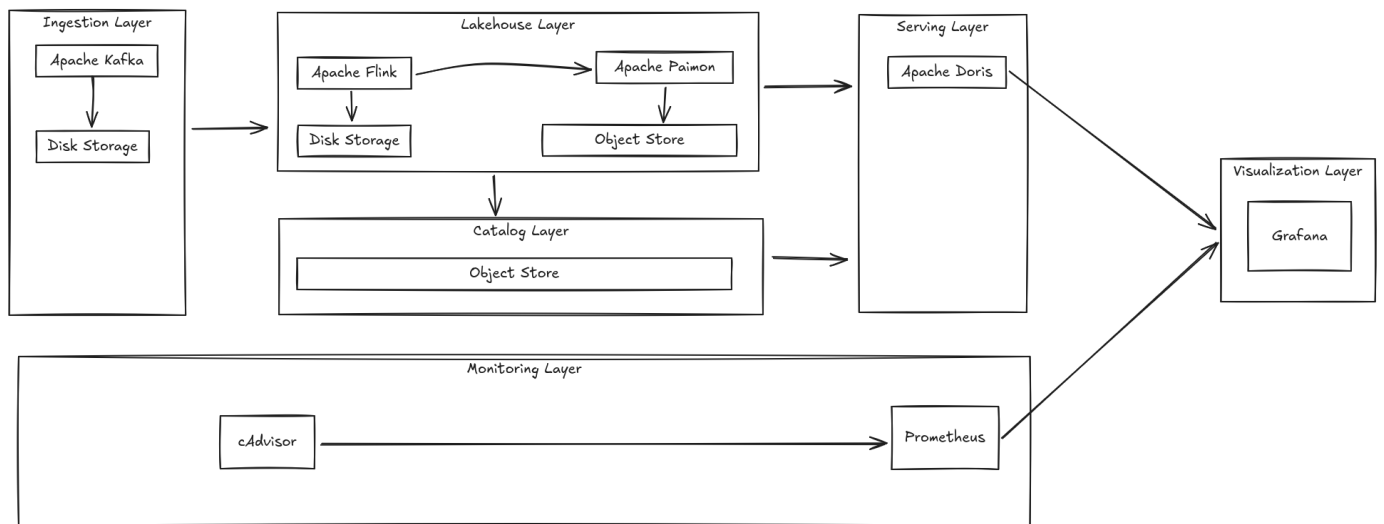 Ingestion Layer
Apache Kafka
Disk Storage
Lakehouse Layer
Apache Flink
Apache Paimon
Disk Storage
Object Store
Catalog Layer
Object Store
Serving Layer
Apache Doris
Visualization Layer
Grafana
Monitoring Layer
cAdvisor
Prometheus